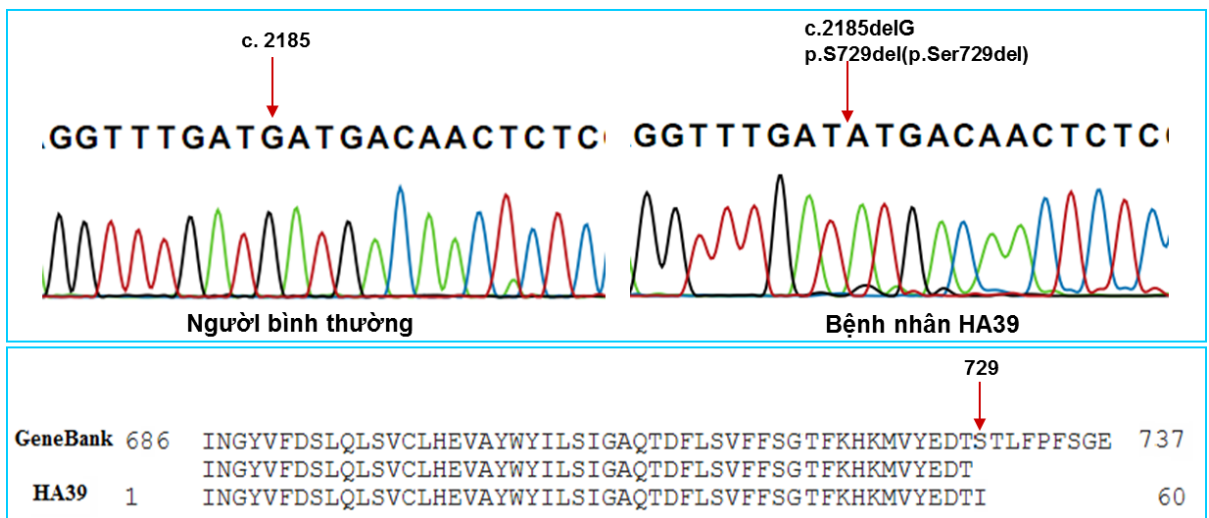 c. 2185
GGTTTGATGATGACAACTCTC
Người bình thường
c.2185delG
p.S729del(p.Ser729del)
GGTTTGATATGACAACTCTC
Bệnh nhân HA39
729
GeneBank 686 INGYVFDSLQLSVCLHEVAYWYILSIGAQTDFLSVFFSGTFKHKMVYEDTSTLFPFSGE 737
INGYVFDSLQLSVCLHEVAYWYILSIGAQTDFLSVFFSGTFKHKMVYEDT
HA39 1 INGYVFDSLQLSVCLHEVAYWYILSIGAQTDFLSVFFSGTFKHKMVYEDTI 60